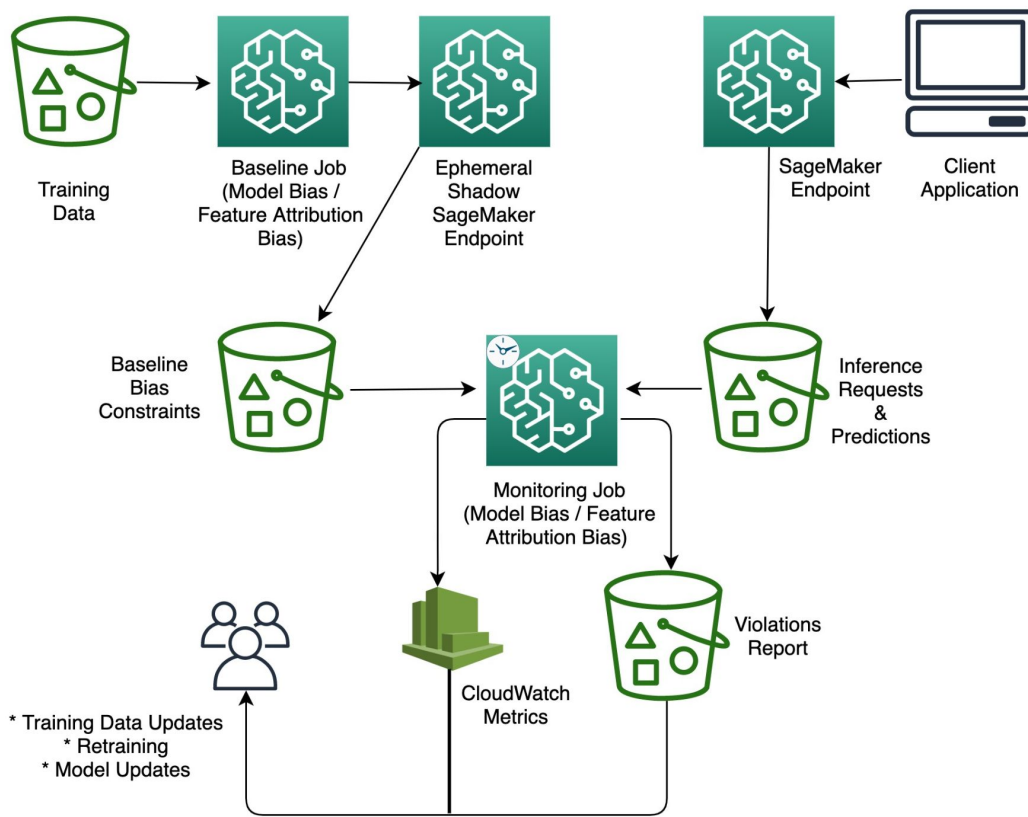 Training
Data
Baseline Job
(Model Bias /
Feature Attribution
Bias)
Ephemeral
Shadow
SageMaker
Endpoint
SageMaker
Endpoint
Client
Application
Baseline
Bias
Constraints
Inference
Requests
&
Predictions
Monitoring Job
(Model Bias / Feature
Attribution Bias)
Violations
Report
CloudWatch
Metrics
* Training Data Updates
* Retraining
* Model Updates